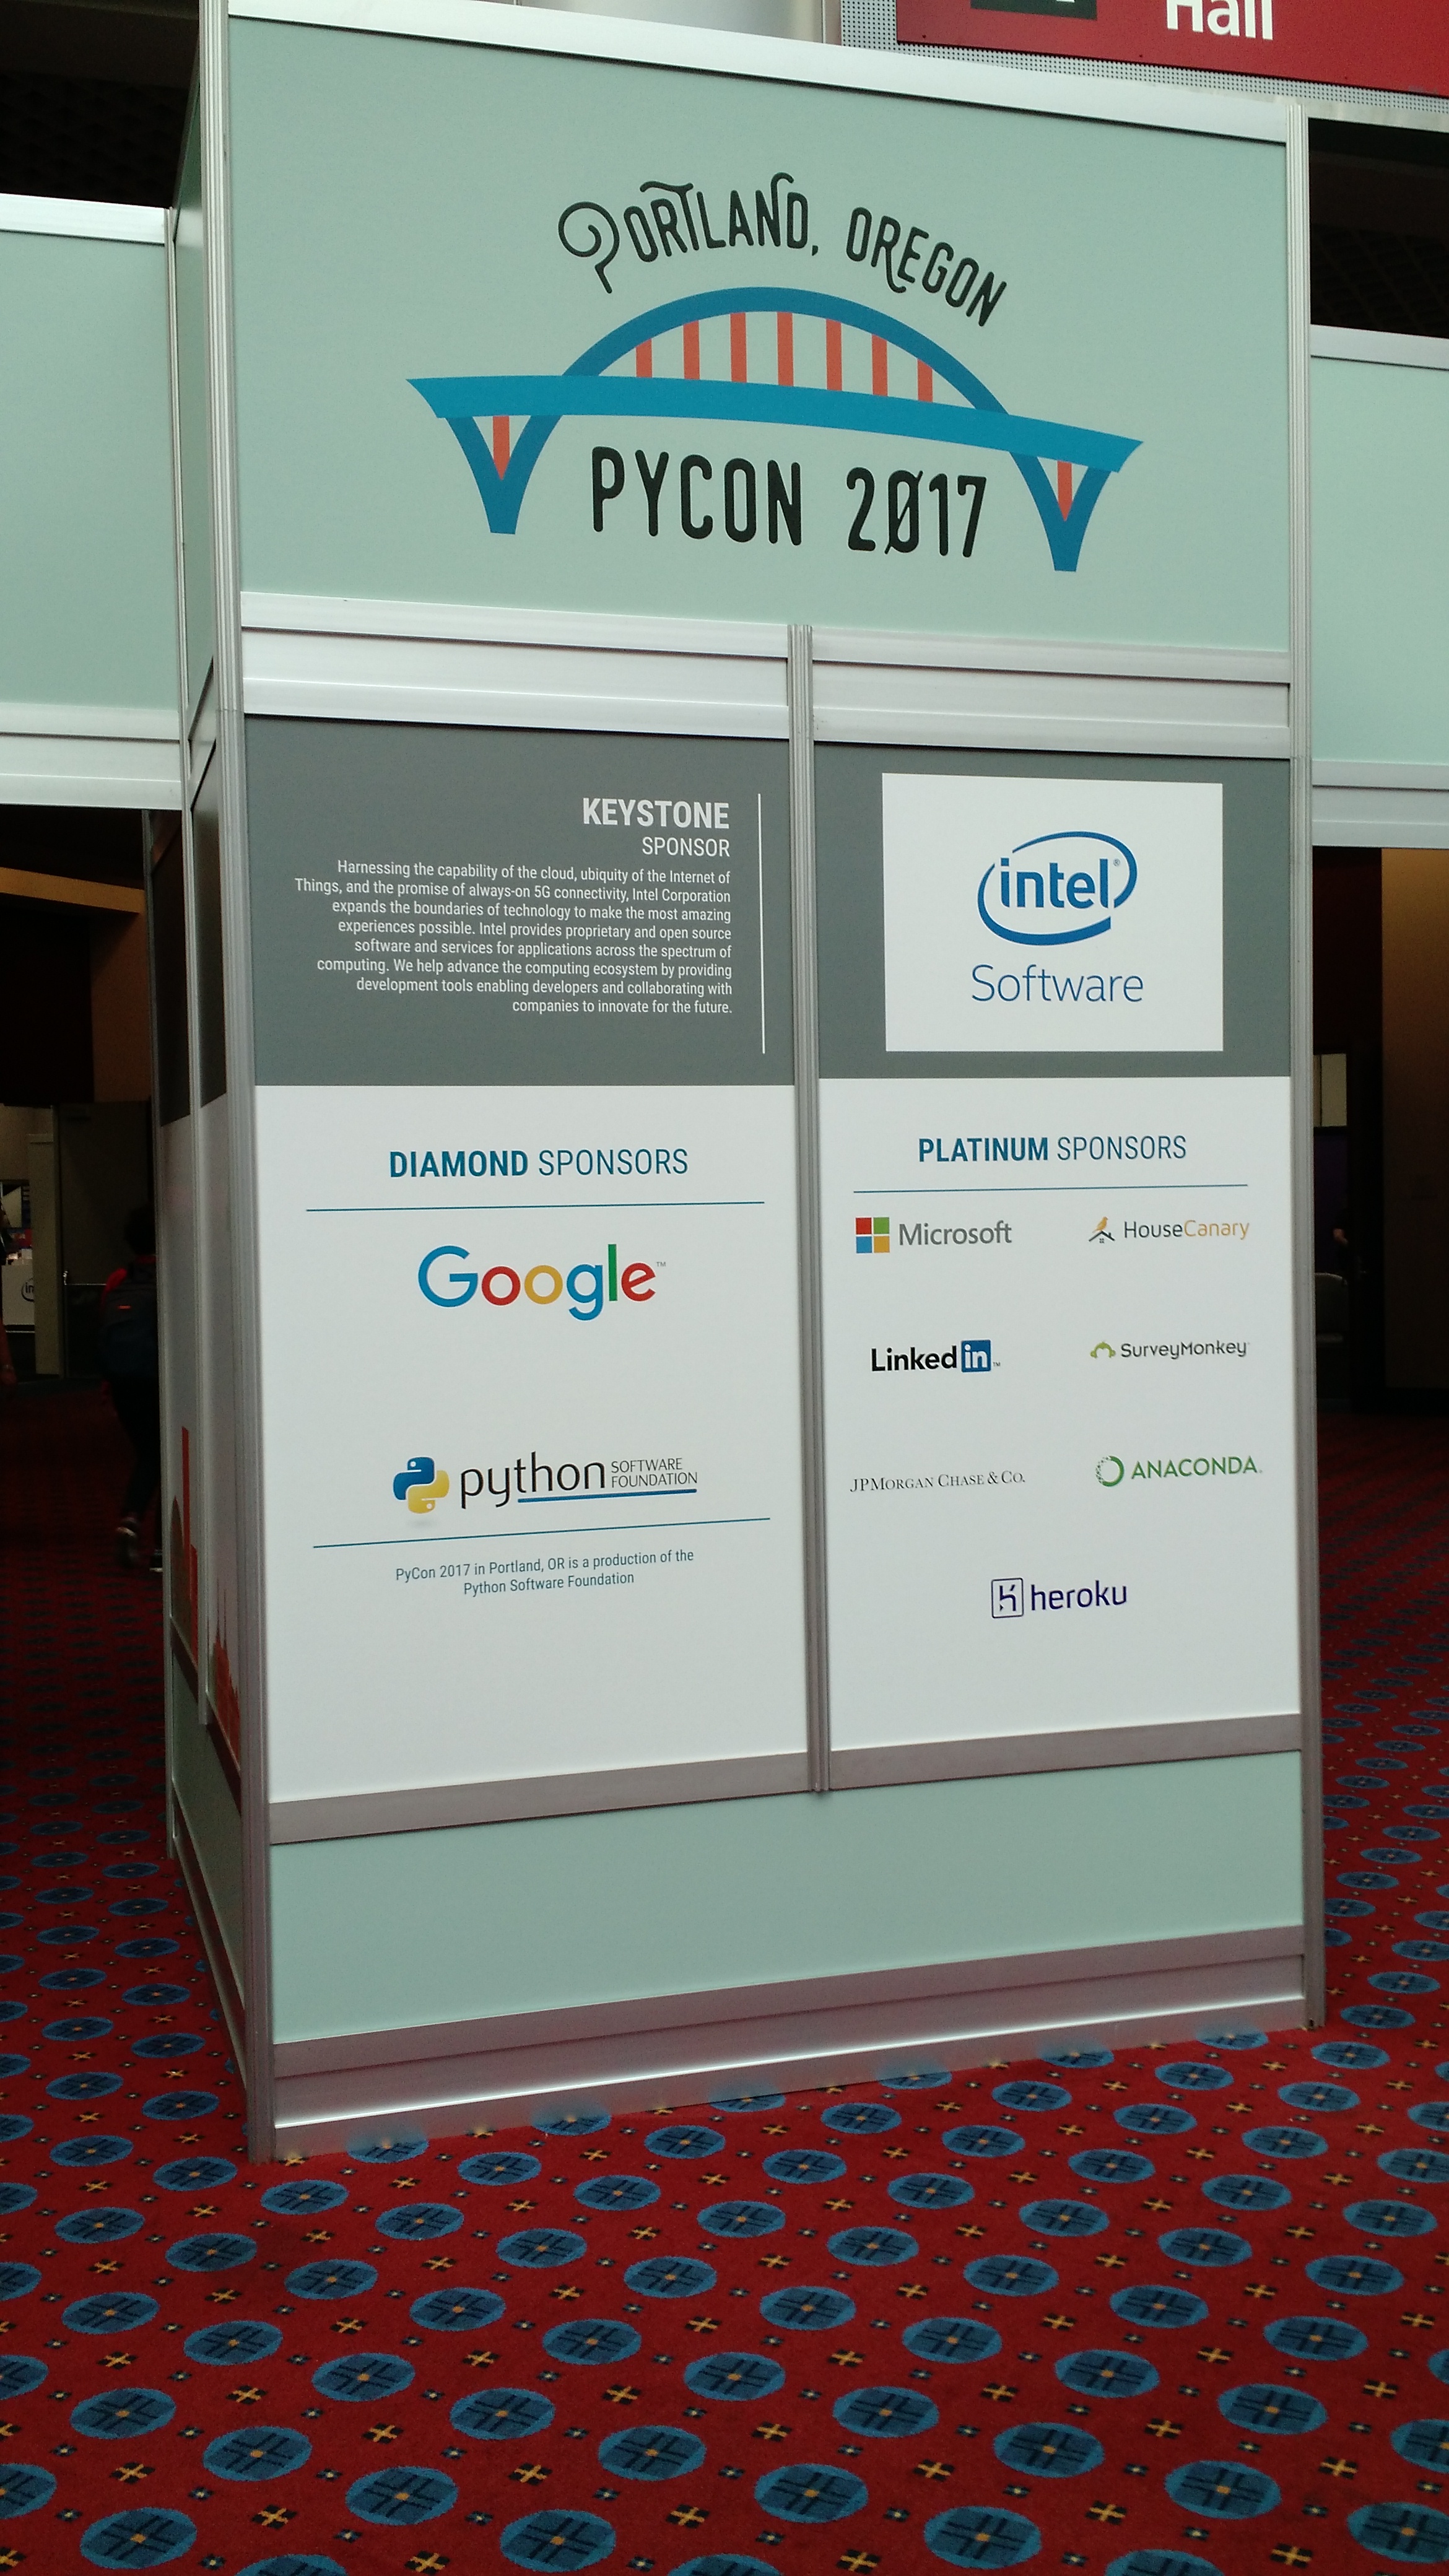 Hall
PORTLAND, OREGON
PYCON 2017
KEYSTONE
SPONSOR
Harnessing the capability of the cloud, ubiquity of the Internet of
Things, and the promise of always-on 5G connectivity, Intel Corporation
expands the boundaries of technology to make the most amazing
experiences possible. Intel provides proprietary and open source
software and services for applications across the spectrum of
computing. We help advance the computing ecosystem by providing
development tools enabling developers and collaborating with
companies to innovate for the future.
intel®
Software
DIAMOND SPONSORS
Google™
python SOFTWARE
FOUNDATION
PyCon 2017 in Portland, OR is a production of the
Python Software Foundation
PLATINUM SPONSORS
Microsoft
HouseCanary
Linkedin™
SurveyMonkey
JPMORGAN CHASE & CO.
ANACONDA
heroku